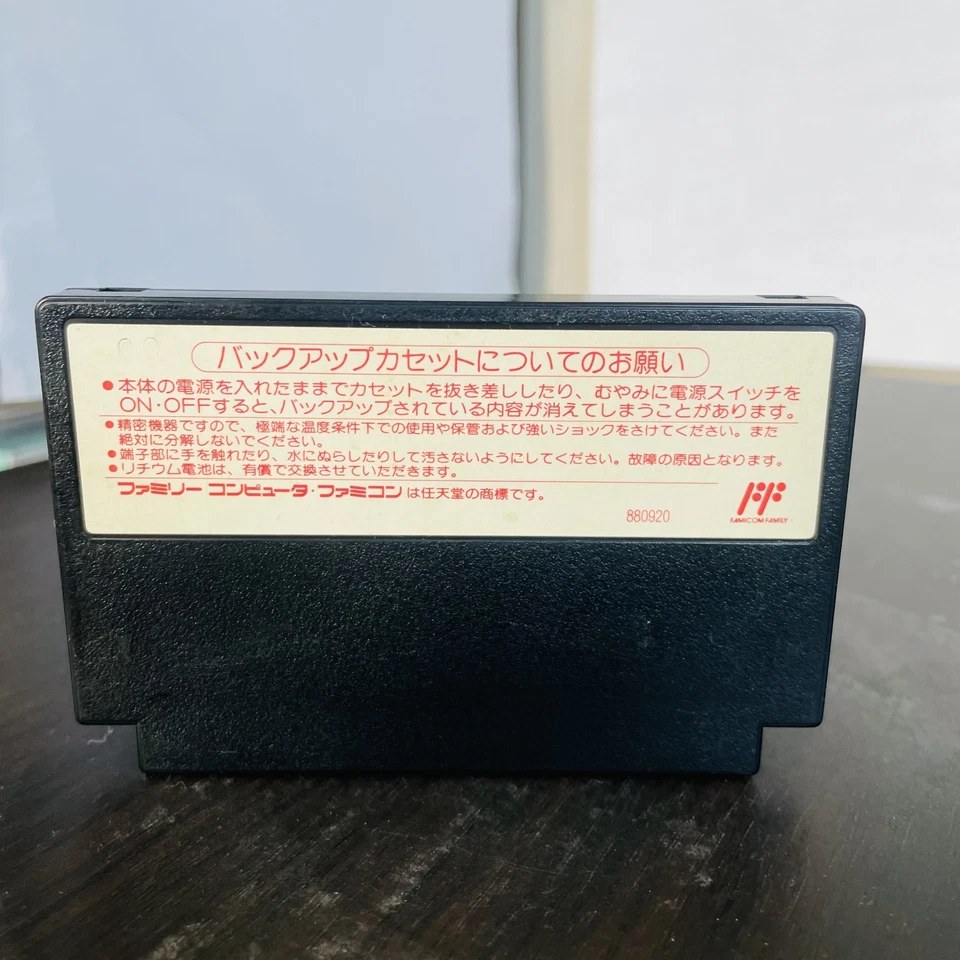 バックアップカセットについてのお願い
●本体の電源を入れたままでカセットを抜き差ししたり、むやみに電源スイッチを
ON・OFFすると、バックアップされている内容が消えてしまうことがあります。
●精密機器ですので、極端な温度条件下での使用や保管および強いショックをさけてください。また
絶対に分解しないでください。
●端子部に手を触れたり、水にぬらしたりして汚さないようにしてください。故障の原因となります。
●リチウム電池は、有償で交換させていただきます。
ファミリー コンピュータ・ファミコン は任天堂の商標です。
880920
FAMICOM FAMILY